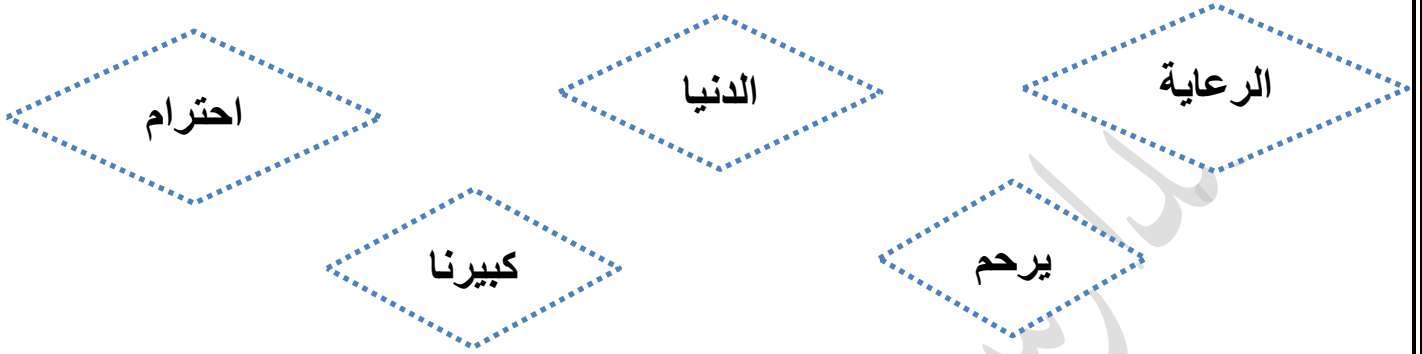 الرعاية
الدنيا
احترام
يرحم
كبيرنا